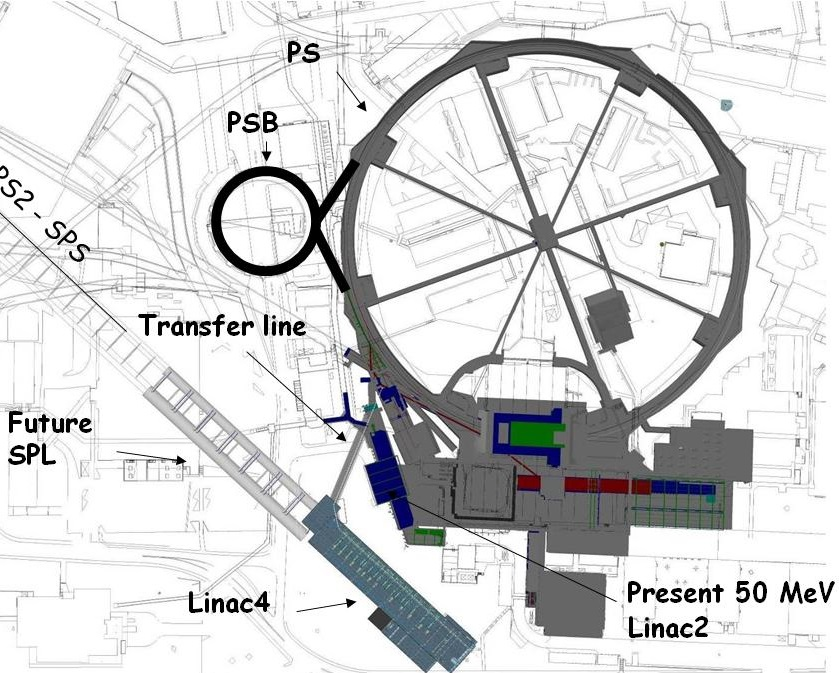 PS
PSB
PS2 - SPS
Transfer line
Future
SPL
Linac4
Present 50 MeV
Linac2